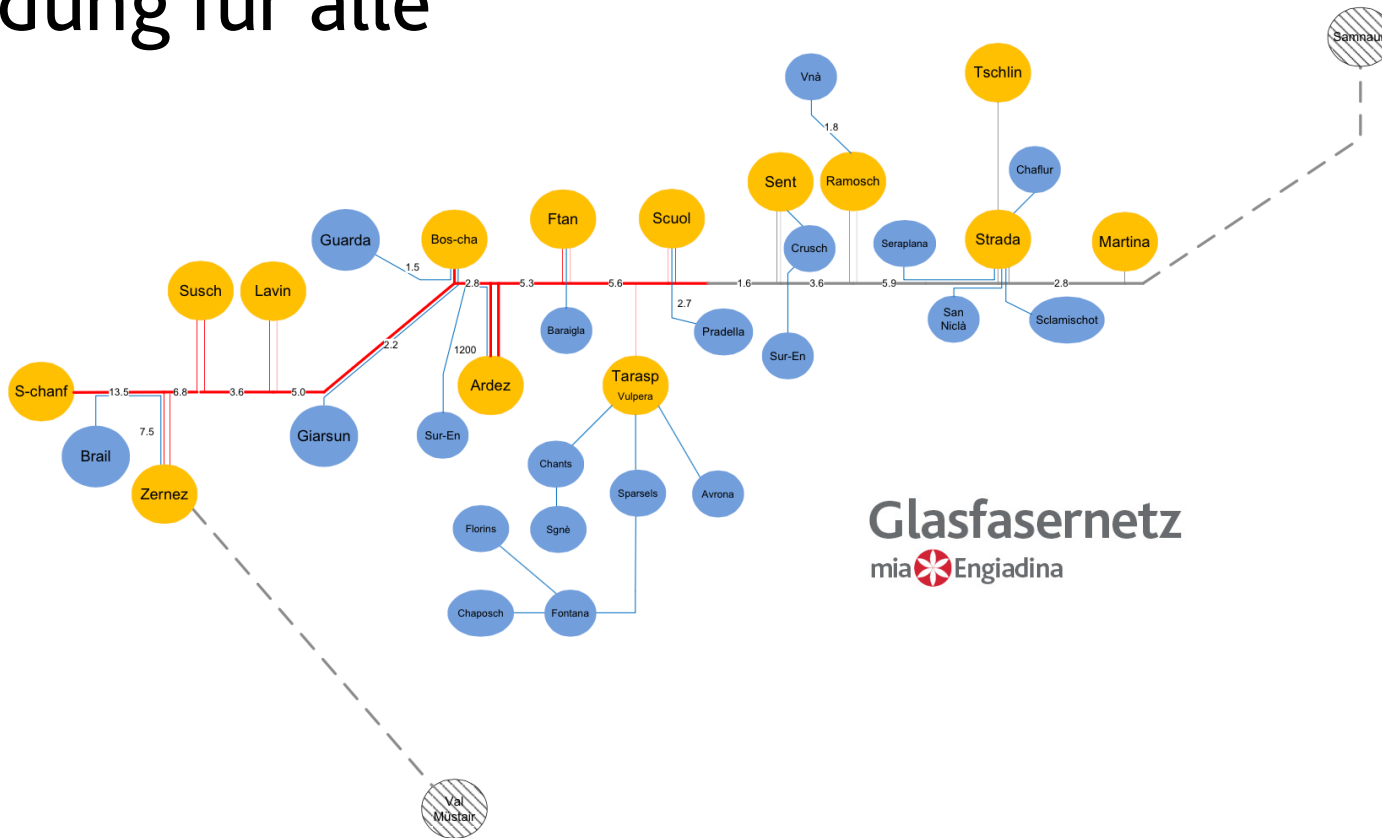 dung für alle
Samnaun
Tschlin
Vnà
1.8
Chaflur
Sent
Ramosch
Ftan
Scuol
Guarda
Bos-cha
Crusch
Seraplana
Strada
Martina
1.5
2.8
5.3
5.6
1.6
3.6
5.9
2.8
Susch
Lavin
2.7
Baraigla
Pradella
San
Niclà
Sclamischot
2.2
1200
Sur-En
S-chanf
13.5
6.8
3.6
5.0
Ardez
Tarasp
Vulpera
7.5
Brail
Giarsun
Sur-En
Zernez
Chants
Sparsels
Avrona
Florins
Sgnè
Glasfasernetz
mia Engiadina
Chaposch
Fontana
Val
Müstair